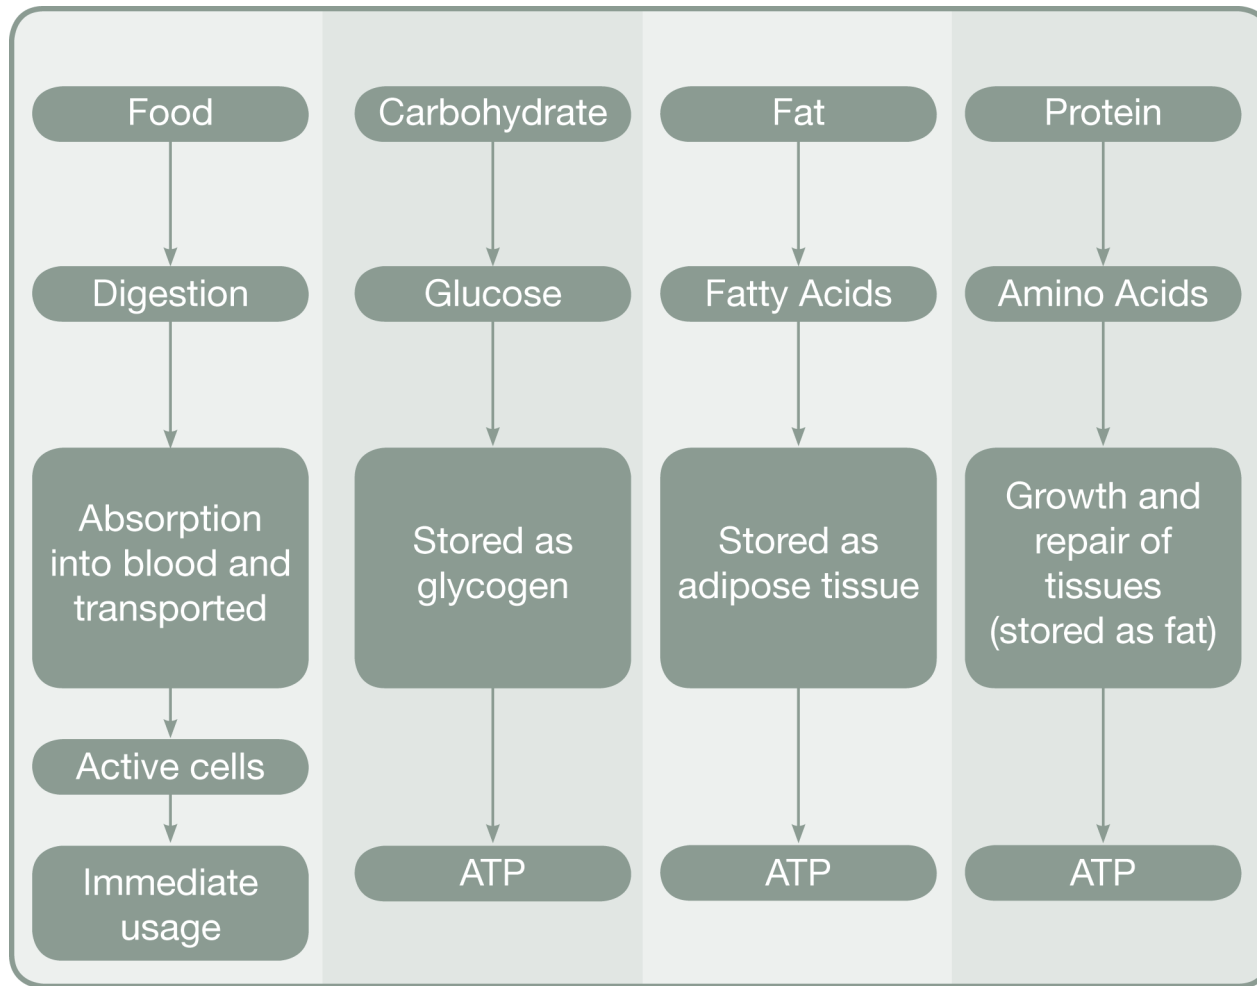 Food
Digestion
Absorption
into blood and
transported
Active cells
Immediate
usage
Carbohydrate
Glucose
Stored as
glycogen
ATP
Fat
Fatty Acids
Stored as
adipose tissue
ATP
Protein
Amino Acids
Growth and
repair of
tissues
(stored as fat)
ATP